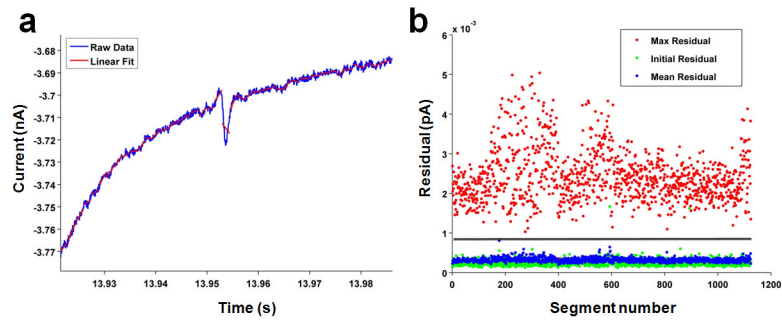 a
Raw Data
Linear Fit
-3.68
-3.69
-3.7
-3.71
-3.72
-3.73
-3.74
-3.75
-3.76
-3.77
Current (nA)
13.93 13.94 13.95 13.96 13.97 13.98
Time (s)
b
x 10⁻³
Max Residual
Initial Residual
Mean Residual
6
5
4
3
2
1
0
Residual (pA)
0 200 400 600 800 1000 1200
Segment number